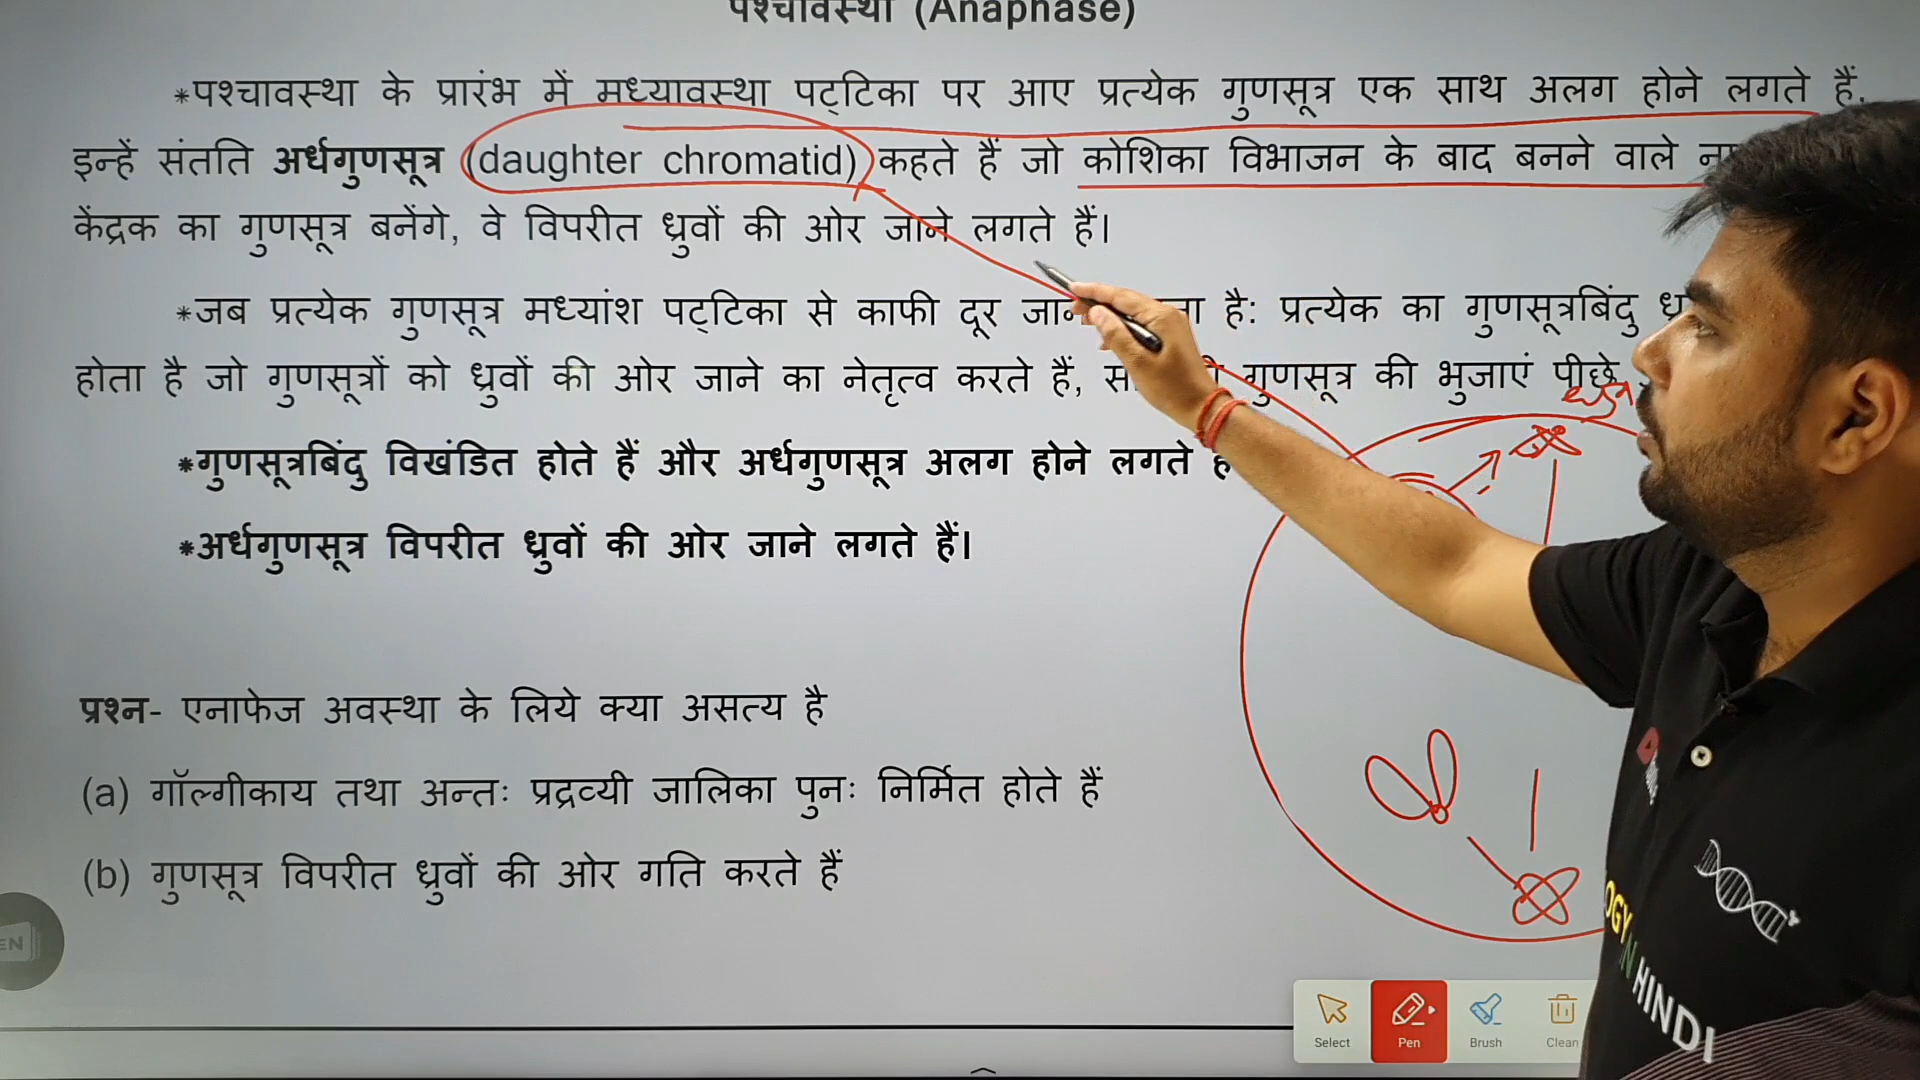 पश्चावस्था (Anaphase)
*पश्चावस्था के प्रारंभ में मध्यावस्था पट्टिका पर आए प्रत्येक गुणसूत्र एक साथ अलग होने लगते हैं,
इन्हें संतति अर्धगुणसूत्र (daughter chromatid) कहते हैं जो कोशिका विभाजन के बाद बनने वाले
केंद्रक का गुणसूत्र बनेंगे, वे विपरीत ध्रुवों की ओर जाने लगते हैं।
*जब प्रत्येक गुणसूत्र मध्यांश पट्टिका से काफी दूर है: प्रत्येक का गुणसूत्रबिंदु
होता है जो गुणसूत्रों को ध्रुवों की ओर जाने का नेतृत्व करते हैं, गुणसूत्र की भुजाएं पीछे
*गुणसूत्रबिंदु विखंडित होते हैं और अर्धगुणसूत्र अलग होने लगते
*अर्धगुणसूत्र विपरीत ध्रुवों की ओर जाने लगते हैं।
प्रश्न- एनाफेज अवस्था के लिये क्या असत्य है
(a) गॉल्गीकाय तथा अन्तः प्रद्रव्यी जालिका पुनः निर्मित होते हैं
(b) गुणसूत्र विपरीत ध्रुवों की ओर गति करते हैं
EN
Select Pen Brush Clean
OGY IN HINDI